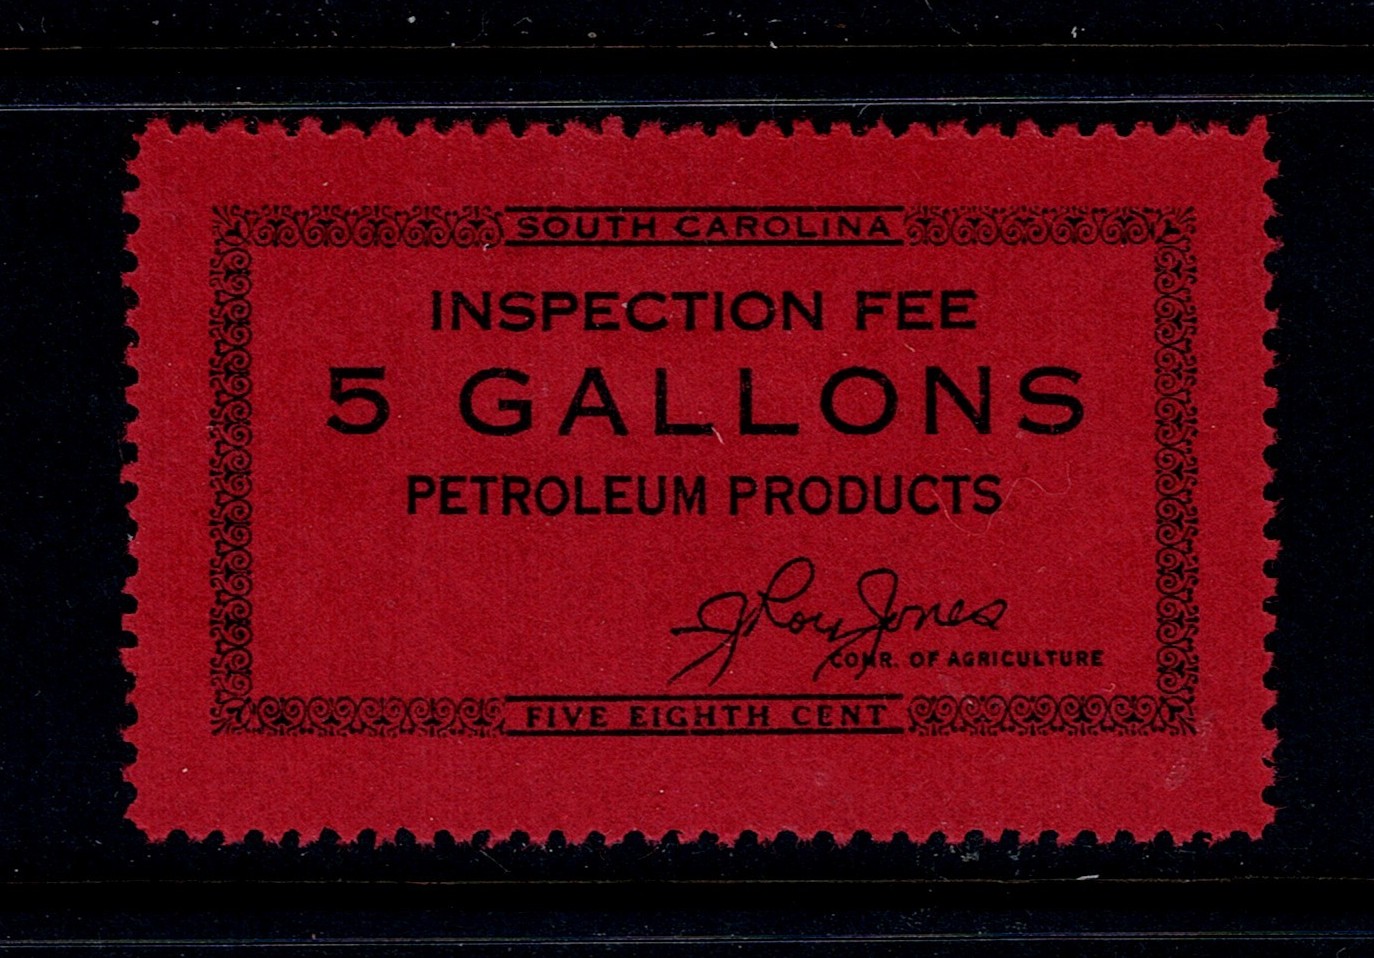 SOUTH CAROLINA
INSPECTION FEE
5 GALLONS
PETROLEUM PRODUCTS
J Roy Jones
COMR. OF AGRICULTURE
FIVE EIGHTH CENT